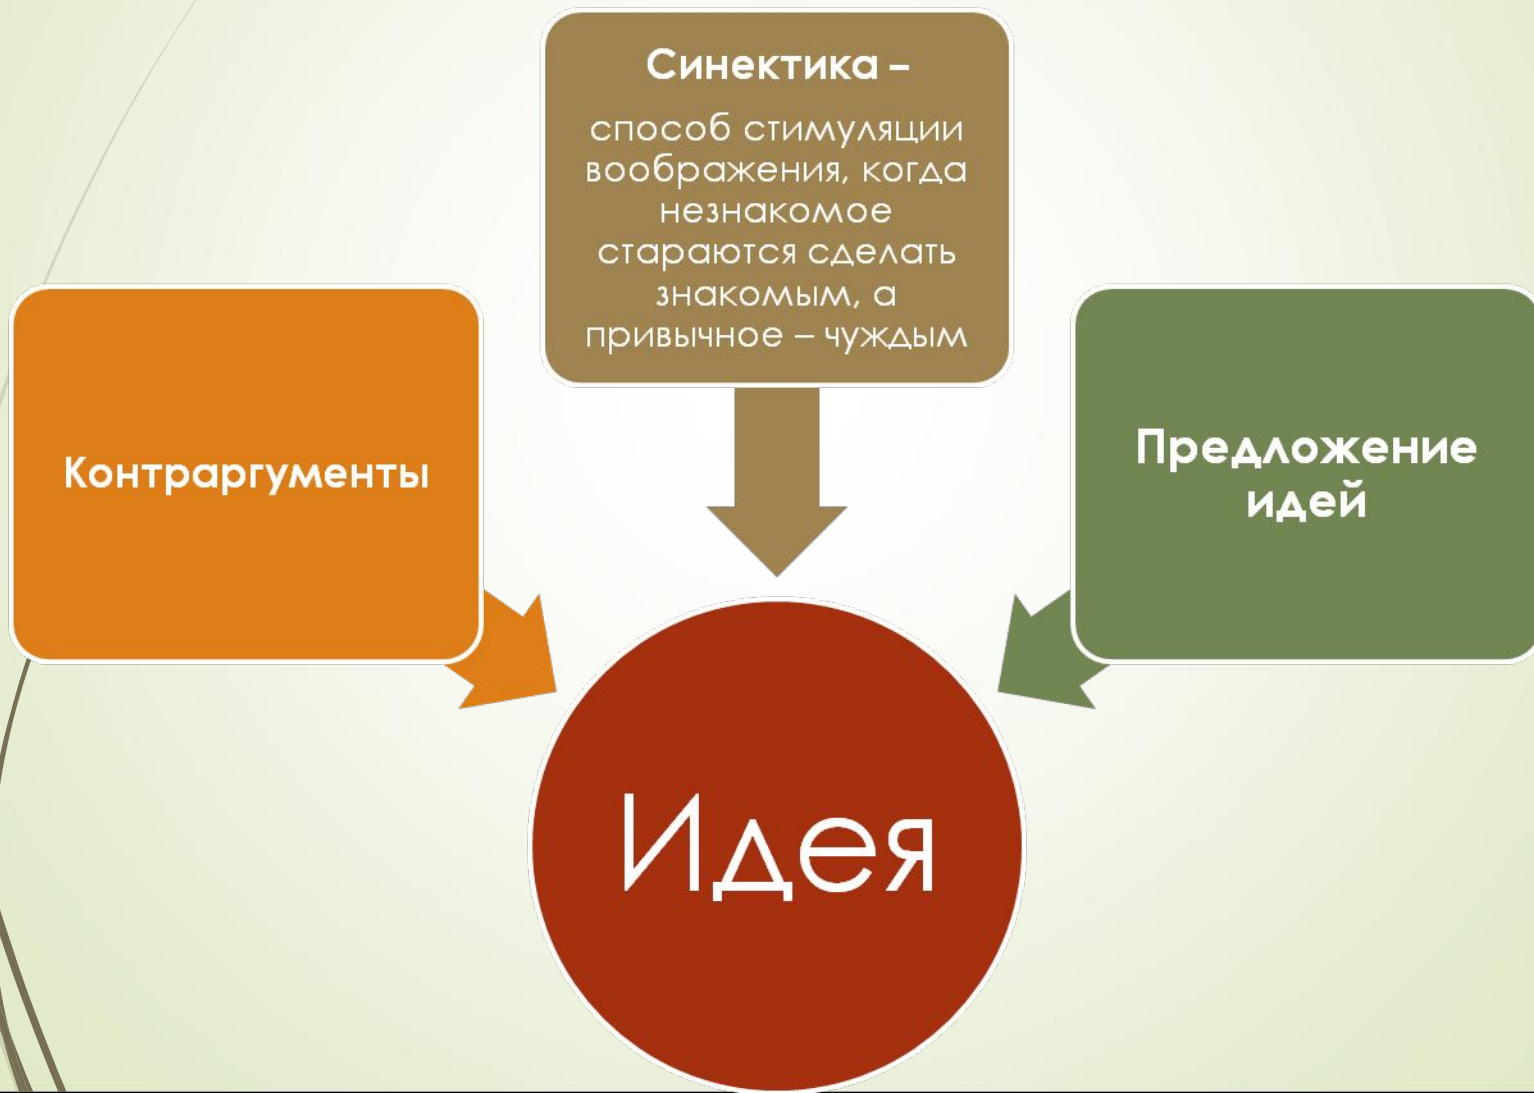 Синектика –
способ стимуляции
воображения, когда
незнакомое
стараются сделать
знакомым, а
привычное – чуждым
Контраргументы
Предложение
идей
Идея